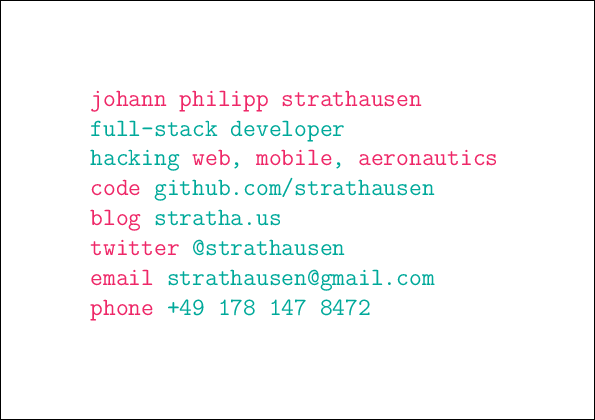 johann philipp strathausen
full-stack developer
hacking web, mobile, aeronautics
code github.com/strathausen
blog stratha.us
twitter @strathausen
email strathausen@gmail.com
phone +49 178 147 8472